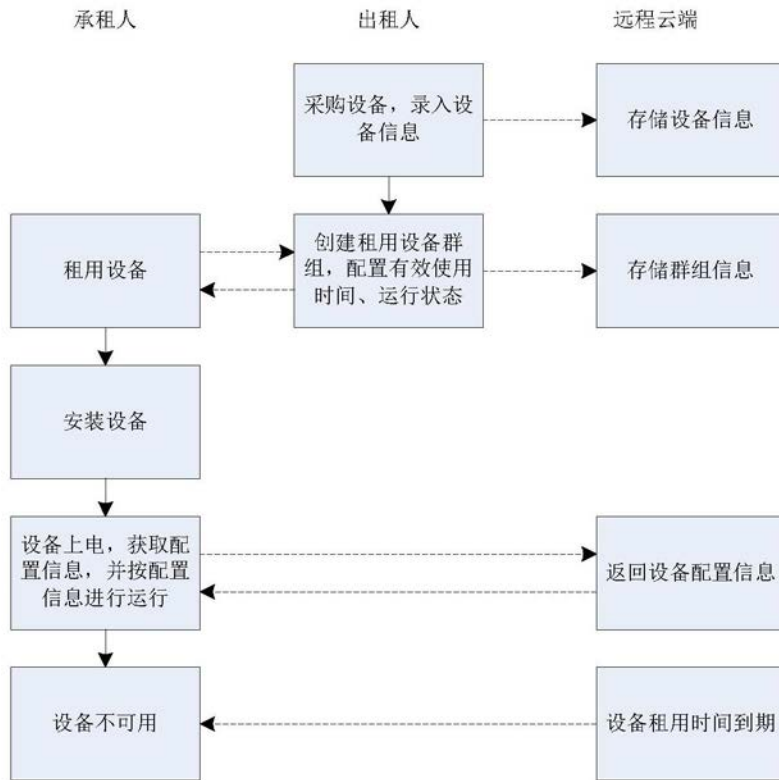 承租人
出租人
远程云端
采购设备，录入设
备信息
存储设备信息
租用设备
创建租用设备群
组，配置有效使用
时间、运行状态
存储群组信息
安装设备
设备上电，获取配
置信息，并按配置
信息进行运行
返回设备配置信息
设备不可用
设备租用时间到期